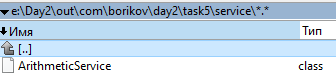 e:\Day2\out\com\borikov\day2\task5\service\*.*
Имя Тип
[..]
ArithmeticService class